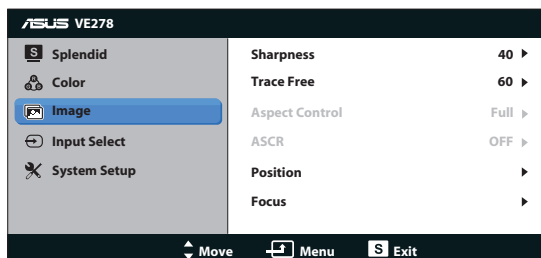 ASUS VE278
S Splendid
Color
Image
Input Select
System Setup
Sharpness 40
Trace Free 60
Aspect Control Full
ASCR OFF
Position
Focus
Move Menu S Exit